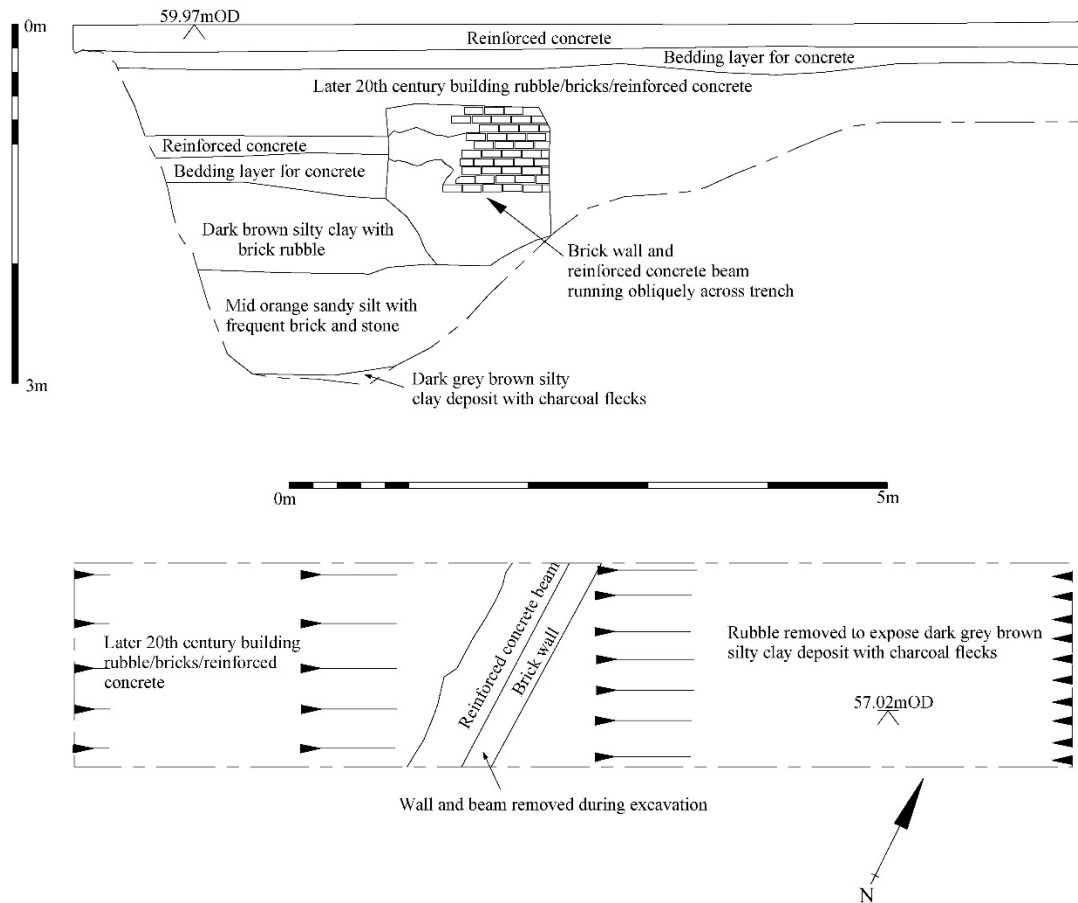 0m
59.97mOD
Reinforced concrete
Bedding layer for concrete
Later 20th century building rubble/bricks/reinforced concrete
Reinforced concrete
Bedding layer for concrete
Dark brown silty clay with
brick rubble
Brick wall and
reinforced concrete beam
running obliquely across trench
Mid orange sandy silt with
frequent brick and stone
3m
Dark grey brown silty
clay deposit with charcoal flecks
0m
5m
Later 20th century building
rubble/bricks/reinforced
concrete
Reinforced concrete beam
Brick wall
Rubble removed to expose dark grey brown
silty clay deposit with charcoal flecks
57.02mOD
Wall and beam removed during excavation
N